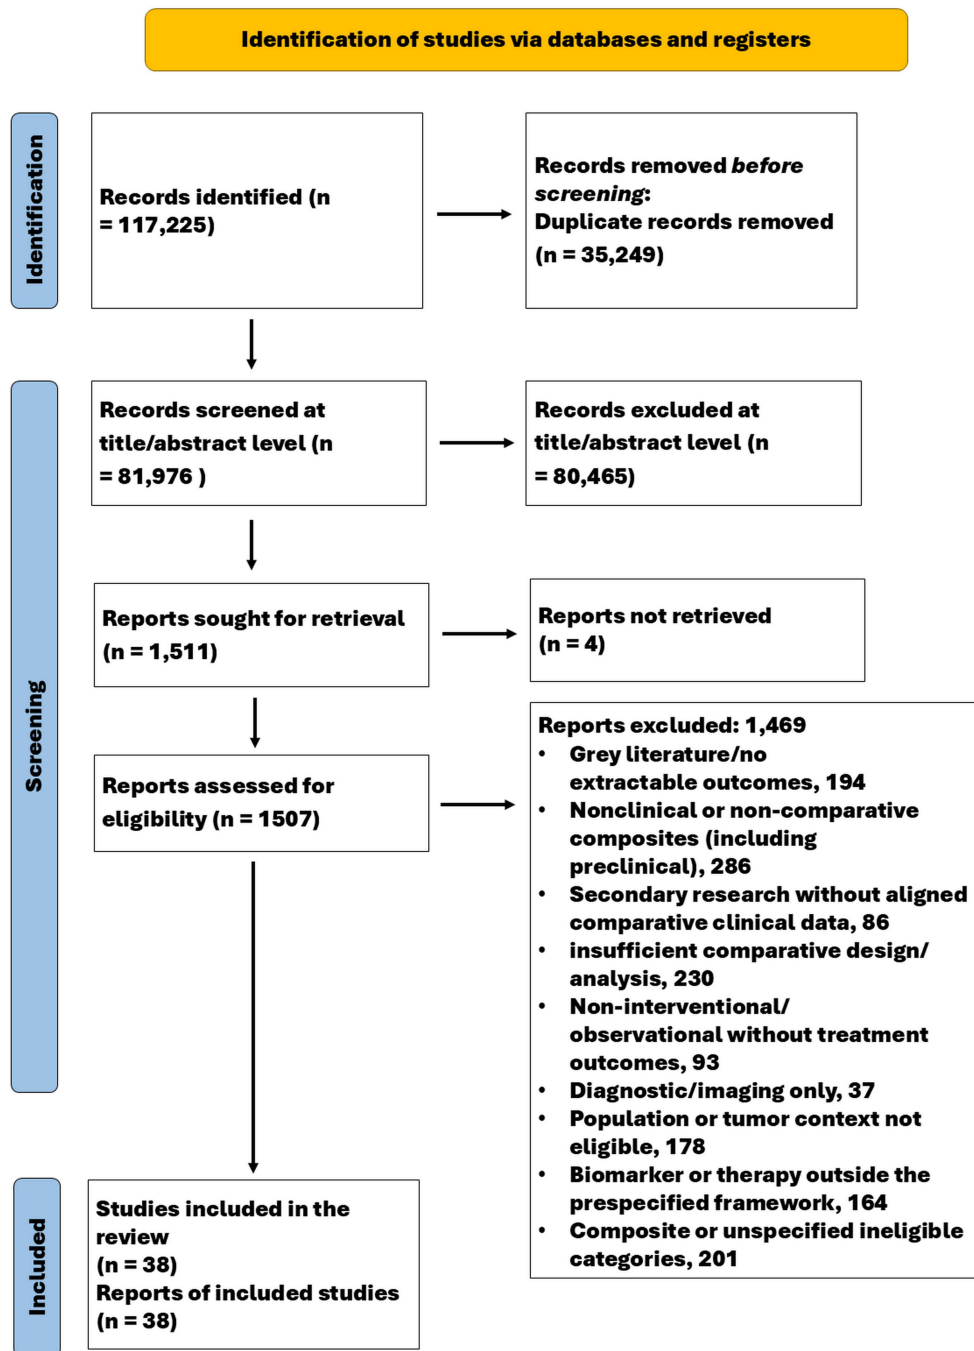 Identification of studies via databases and registers
Identification
Records identified (n
= 117,225)
Records removed before
screening:
Duplicate records removed
(n = 35,249)
Screening
Records screened at
title/abstract level (n
= 81,976 )
Records excluded at
title/abstract level (n
= 80,465)
Reports sought for retrieval
(n = 1,511)
Reports not retrieved
(n = 4)
Reports assessed for
eligibility (n = 1507)
Reports excluded: 1,469
• Grey literature/no
extractable outcomes, 194
• Nonclinical or non-comparative
composites (including
preclinical), 286
• Secondary research without aligned
comparative clinical data, 86
• insufficient comparative design/
analysis, 230
• Non-interventional/
observational without treatment
outcomes, 93
• Diagnostic/imaging only, 37
• Population or tumor context not
eligible, 178
• Biomarker or therapy outside the
prespecified framework, 164
• Composite or unspecified ineligible
categories, 201
Included
Studies included in the
review
(n = 38)
Reports of included studies
(n = 38)